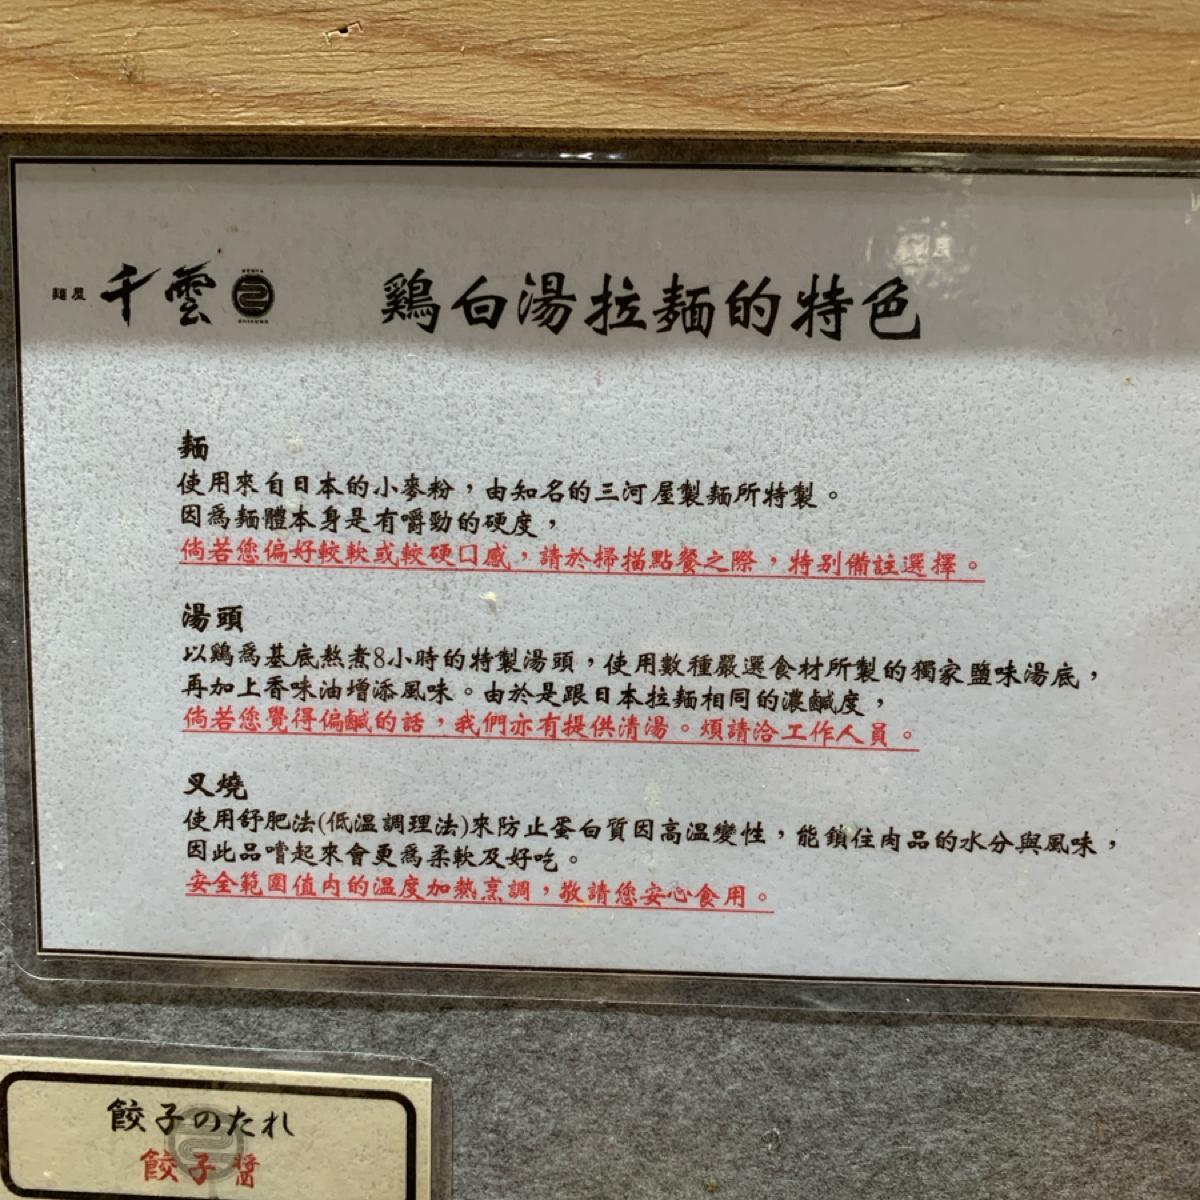 麵屋 千雲 鶏白湯拉麵的特色
麵
使用來自日本的小麥粉，由知名的三河屋製麵所特製。
因為麵體本身是有嚼勁的硬度，
倘若您偏好較軟或較硬口感，請於掃描點餐之際，特別備註選擇。
湯頭
以鶏為基底熬煮8小時的特製湯頭，使用數種嚴選食材所製的獨家鹽味湯底，
再加上香味油增添風味。由於是跟日本拉麵相同的濃鹹度，
倘若您覺得偏鹹的話，我們亦有提供清湯。煩請洽工作人員。
叉燒
使用舒肥法(低溫調理法)來防止蛋白質因高溫變性，能鎖住肉品的水分與風味，
因此品嚐起來會更為柔軟及好吃。
安全範圍值內的溫度加熱烹調，敬請您安心食用。
餃子のたれ
餃子醬